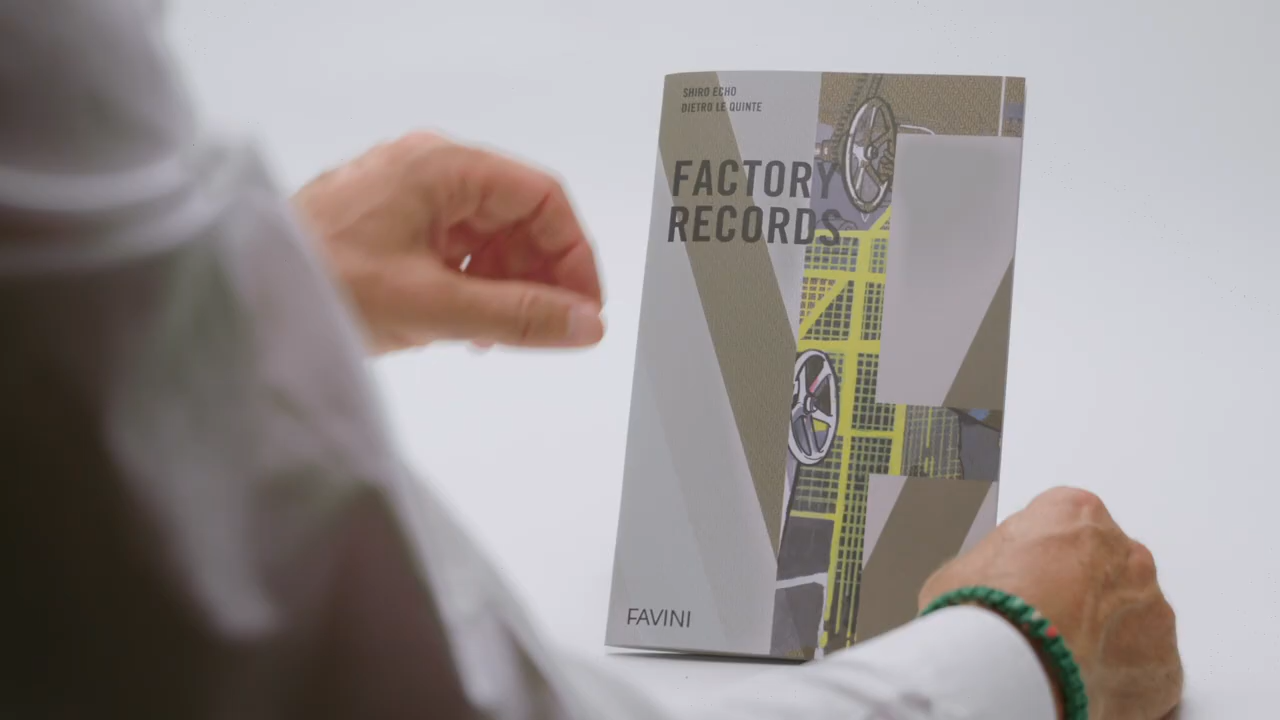 SHIRO ECHO
DIETRO LE QUINTE
FACTORY
RECORDS
FAVINI